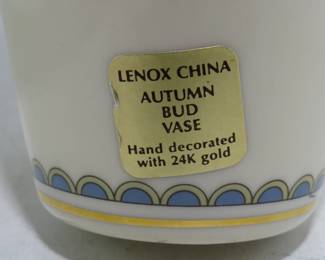 LENOX CHINA
AUTUMN
BUD
VASE
Hand decorated
with 24K gold